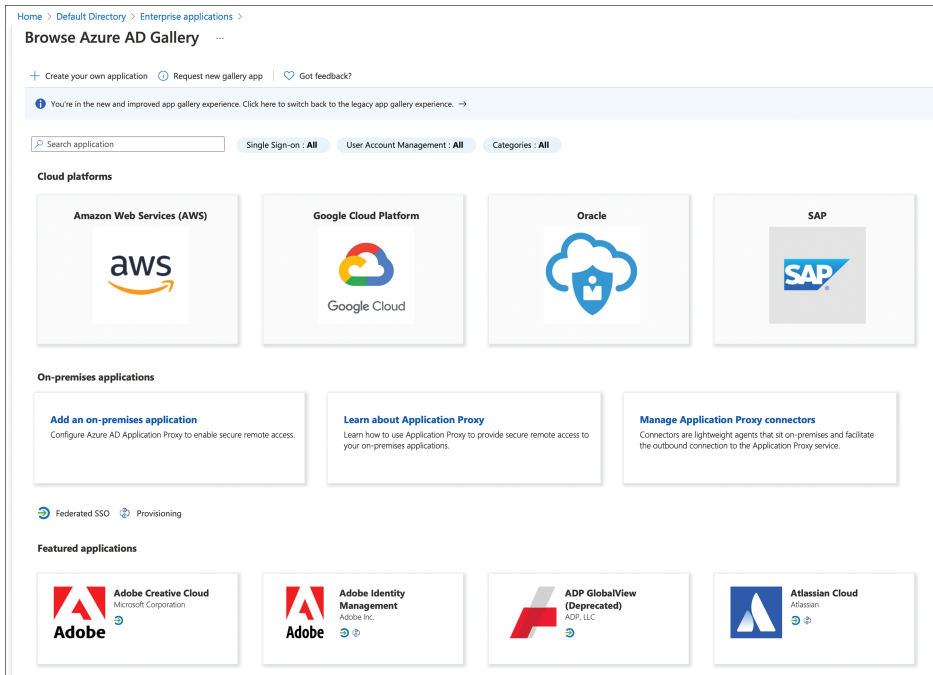 Home > Default Directory > Enterprise applications >
Browse Azure AD Gallery ...
Create your own application Request new gallery app Got feedback?
You're in the new and improved app gallery experience. Click here to switch back to the legacy app gallery experience. →
Search application Single Sign-on : All User Account Management : All Categories : All
Cloud platforms
Amazon Web Services (AWS) Google Cloud Platform Oracle SAP
aws Google Cloud SAP
On-premises applications
Add an on-premises application Learn about Application Proxy Manage Application Proxy connectors
Configure Azure AD Application Proxy to enable secure remote access. Learn how to use Application Proxy to provide secure remote access to Connectors are lightweight agents that sit on-premises and facilitate
your on-premises applications. the outbound connection to the Application Proxy service.
Federated SSO Provisioning
Featured applications
Adobe Creative Cloud
Microsoft Corporation
Adobe
Adobe Identity
Management
Adobe Inc.
Adobe
ADP GlobalView
(Deprecated)
ADP, LLC
Atlassian Cloud
Atlassian